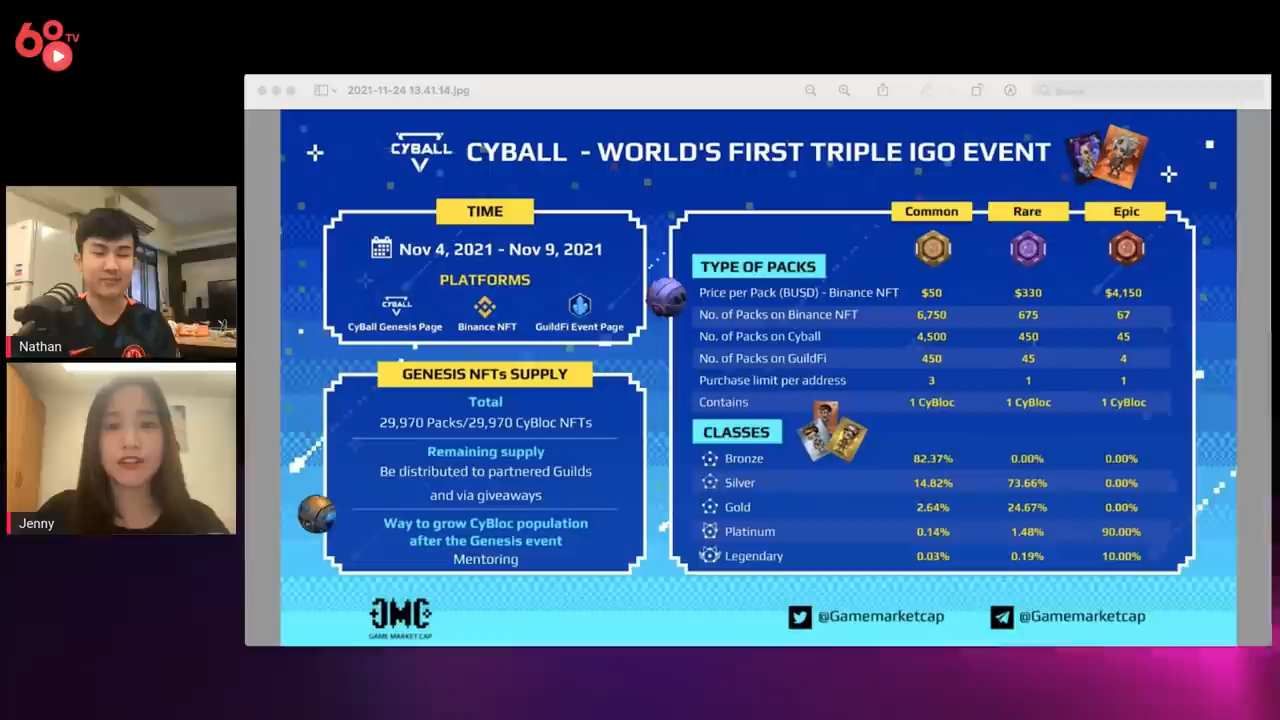 60 TV
2021-11-24 13.41.14.jpg
Search
CYBALL
CYBALL - WORLD'S FIRST TRIPLE IGO EVENT
TIME
Nov 4, 2021 - Nov 9, 2021
PLATFORMS
CYBALL
CyBall Genesis Page
Binance NFT
GuildFi Event Page
GENESIS NFTs SUPPLY
Total
29,970 Packs/29,970 CyBloc NFTs
Remaining supply
Be distributed to partnered Guilds
and via giveaways
Way to grow CyBloc population
after the Genesis event
Mentoring
Common Rare Epic
TYPE OF PACKS
Price per Pack (BUSD) - Binance NFT $50 $330 $4,150
No. of Packs on Binance NFT 6,750 675 67
No. of Packs on Cyball 4,500 450 45
No. of Packs on GuildFi 450 45 4
Purchase limit per address 3 1 1
Contains 1 CyBloc 1 CyBloc 1 CyBloc
CLASSES
Bronze 82.37% 0.00% 0.00%
Silver 14.82% 73.66% 0.00%
Gold 2.64% 24.67% 0.00%
Platinum 0.14% 1.48% 90.00%
Legendary 0.03% 0.19% 10.00%
Nathan
Jenny
GMC
GAME MARKET CAP
@Gamemarketcap
@Gamemarketcap